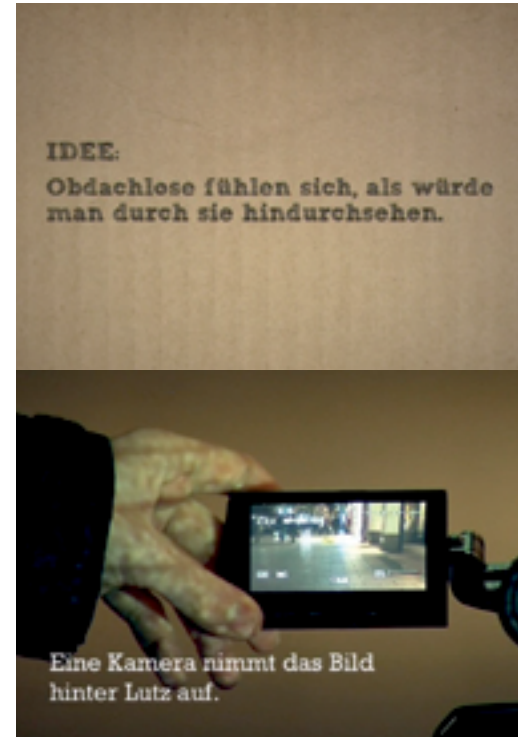 IDEE:
Obdachlose fühlen sich, als würde
man durch sie hindurchsehen.
Eine Kamera nimmt das Bild
hinter Lutz auf.